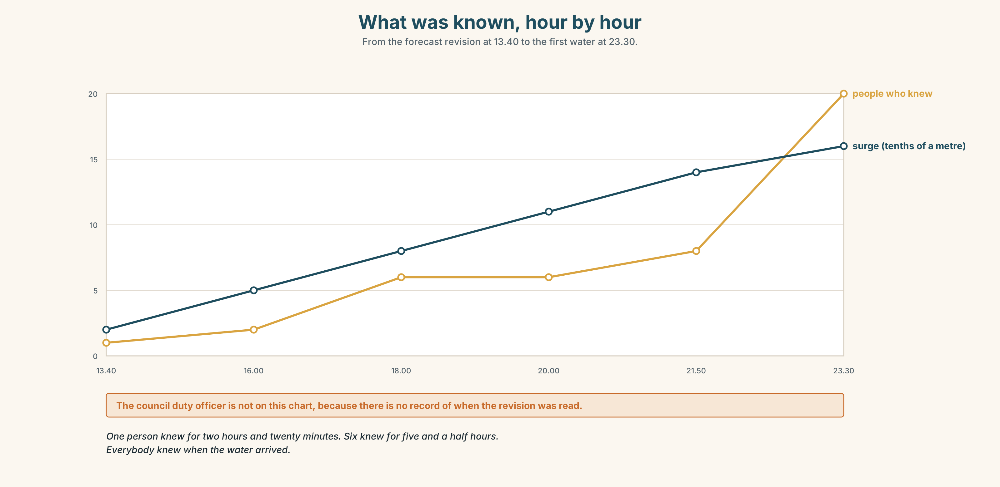 What was known, hour by hour
From the forecast revision at 13.40 to the first water at 23.30.
20
15
10
5
0
people who knew
surge (tenths of a metre)
13.40
16.00
18.00
20.00
21.50
23.30
The council duty officer is not on this chart, because there is no record of when the revision was read.
One person knew for two hours and twenty minutes. Six knew for five and a half hours.
Everybody knew when the water arrived.